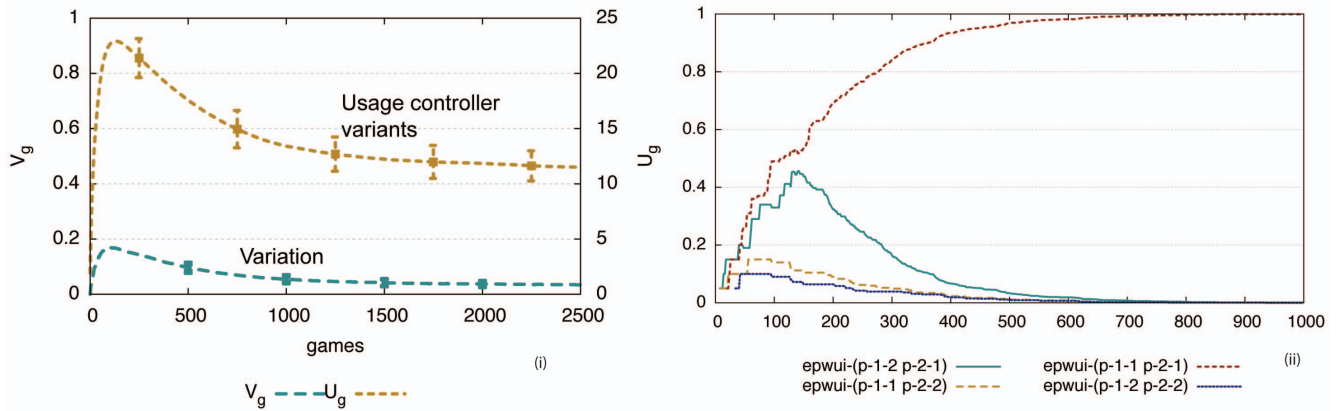 1
0.8
0.6
0.4
0.2
0
V_g
25
20
15
10
5
0
U_g
Usage controller
variants
Variation
0 500 1000 1500 2000 2500
games
(i)
V_g U_g
1
0.8
0.6
0.4
0.2
0
0 100 200 300 400 500 600 700 800 900 1000
epwui-(p-1-2 p-2-1) epwui-(p-1-1 p-2-1)
epwui-(p-1-1 p-2-2) epwui-(p-1-2 p-2-2)
(ii)